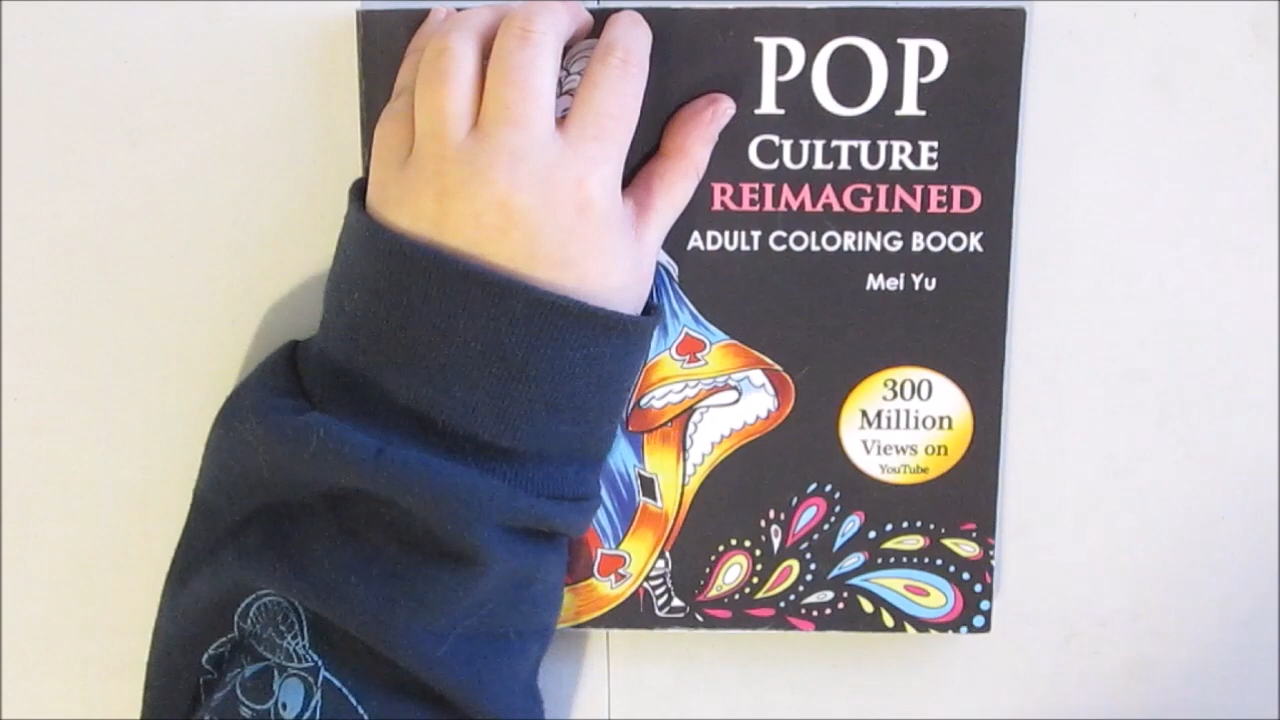 POP
CULTURE
REIMAGINED
ADULT COLORING BOOK
Mei Yu
300
Million
Views on
YouTube